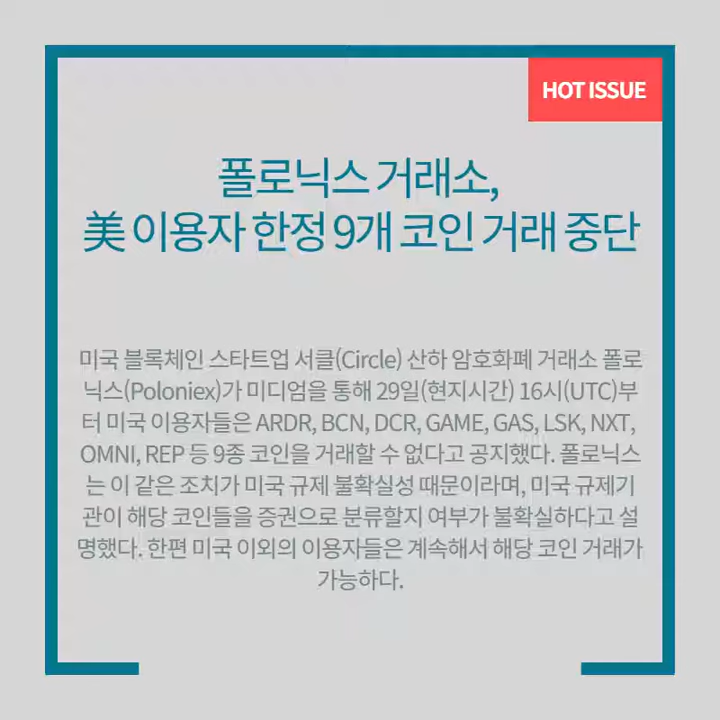 HOT ISSUE
폴로닉스 거래소,
美 이용자 한정 9개 코인 거래 중단
미국 블록체인 스타트업 서클(Circle) 산하 암호화폐 거래소 폴로
닉스(Poloniex)가 미디엄을 통해 29일(현지시간) 16시(UTC)부
터 미국 이용자들은 ARDR, BCN, DCR, GAME, GAS, LSK, NXT,
OMNI, REP 등 9종 코인을 거래할 수 없다고 공지했다. 폴로닉스
는 이 같은 조치가 미국 규제 불확실성 때문이라며, 미국 규제기
관이 해당 코인들을 증권으로 분류할지 여부가 불확실하다고 설
명했다. 한편 미국 이외의 이용자들은 계속해서 해당 코인 거래가
가능하다.